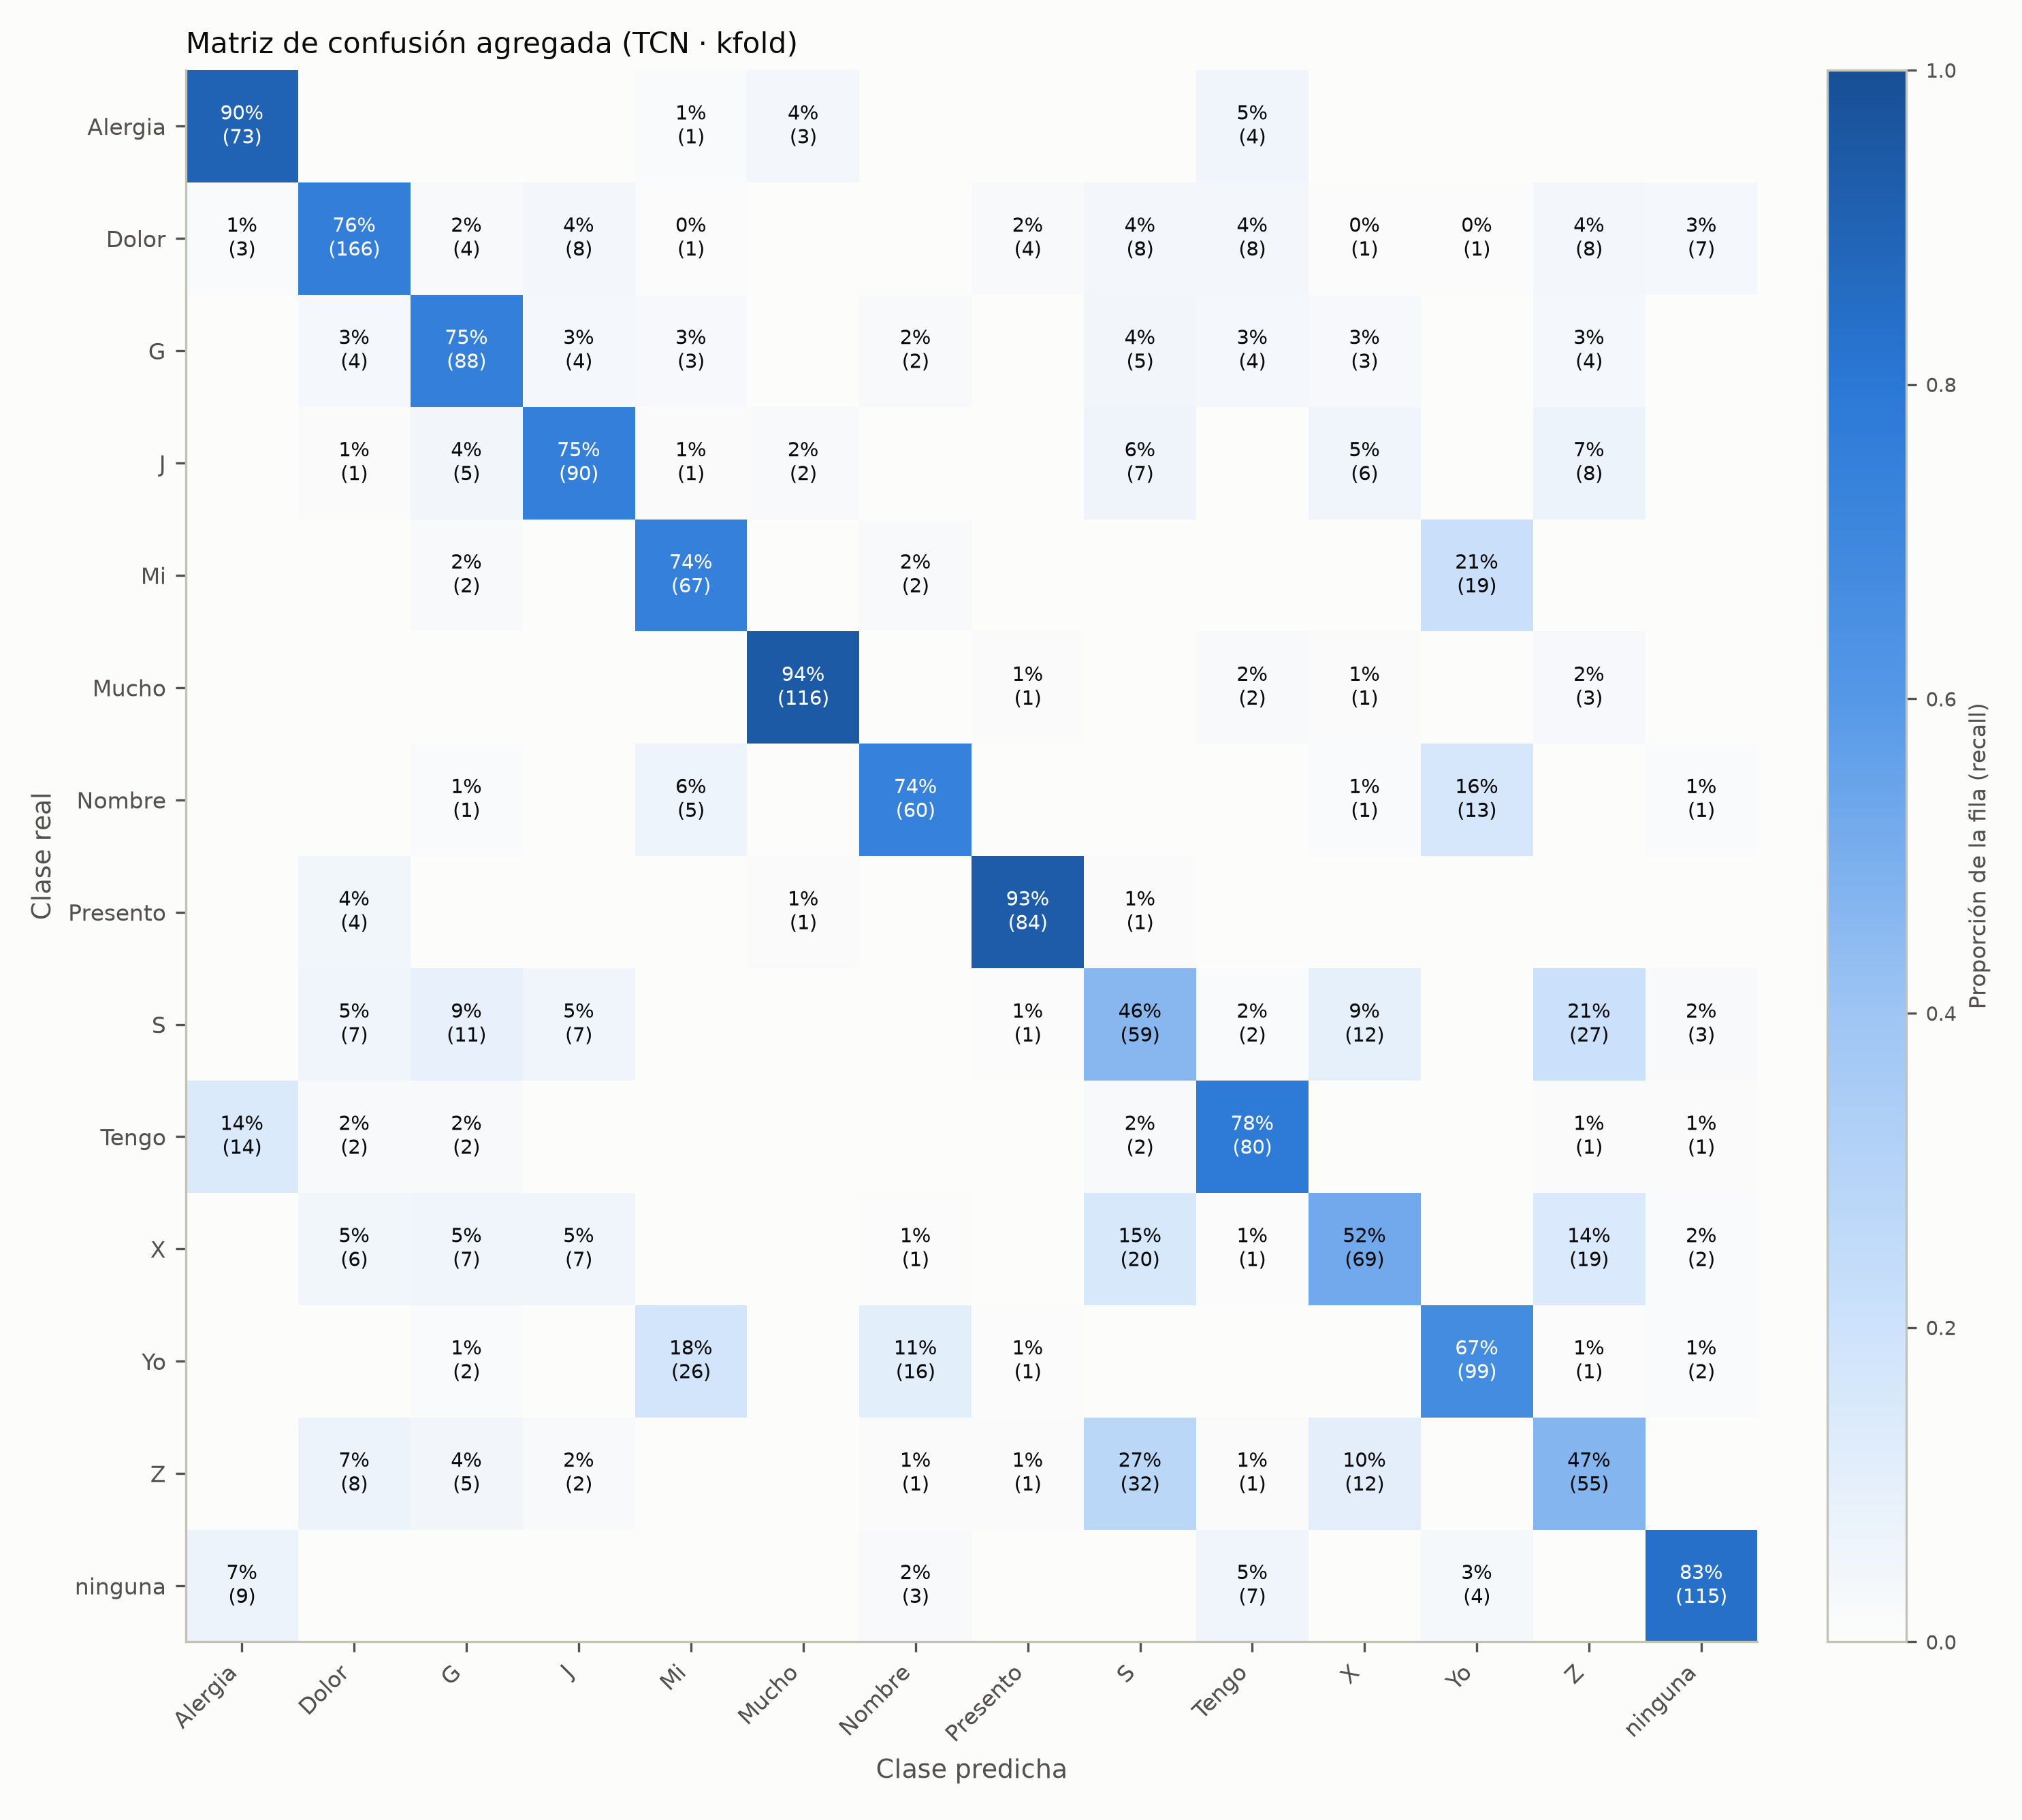 Matriz de confusión agregada (TCN · kfold)
Alergia
90% 1% 4% 5%
(73) (1) (3) (4)
Dolor
1% 76% 2% 4% 0% 2% 4% 4% 0% 0% 4% 3%
(3) (166) (4) (8) (1) (4) (8) (8) (1) (1) (8) (7)
G
3% 75% 3% 3% 2% 4% 3% 3% 3%
(4) (88) (4) (3) (2) (5) (4) (3) (4)
J
1% 4% 75% 1% 2% 6% 5% 7%
(1) (5) (90) (1) (2) (7) (6) (8)
Mi
2% 74% 2% 21%
(2) (67) (2) (19)
Mucho
94% 1% 2% 1% 2%
(116) (1) (2) (1) (3)
Nombre
1% 6% 74% 1% 16% 1%
(1) (5) (60) (1) (13) (1)
Presento
4% 1% 93% 1%
(4) (1) (84) (1)
S
5% 9% 5% 1% 46% 2% 9% 21% 2%
(7) (11) (7) (1) (59) (2) (12) (27) (3)
Tengo
14% 2% 2% 2% 78% 1% 1%
(14) (2) (2) (2) (80) (1) (1)
X
5% 5% 5% 1% 15% 1% 52% 14% 2%
(6) (7) (7) (1) (20) (1) (69) (19) (2)
Yo
1% 18% 11% 1% 67% 1% 1%
(2) (26) (16) (1) (99) (1) (2)
Z
7% 4% 2% 1% 1% 27% 1% 10% 47%
(8) (5) (2) (1) (1) (32) (1) (12) (55)
ninguna
7% 2% 5% 3% 83%
(9) (3) (7) (4) (115)
Clase real
Alergia Dolor G J Mi Mucho Nombre Presento S Tengo X Yo Z ninguna
Clase predicha
1.0
0.8
0.6
0.4
0.2
0.0
Proporción de la fila (recall)